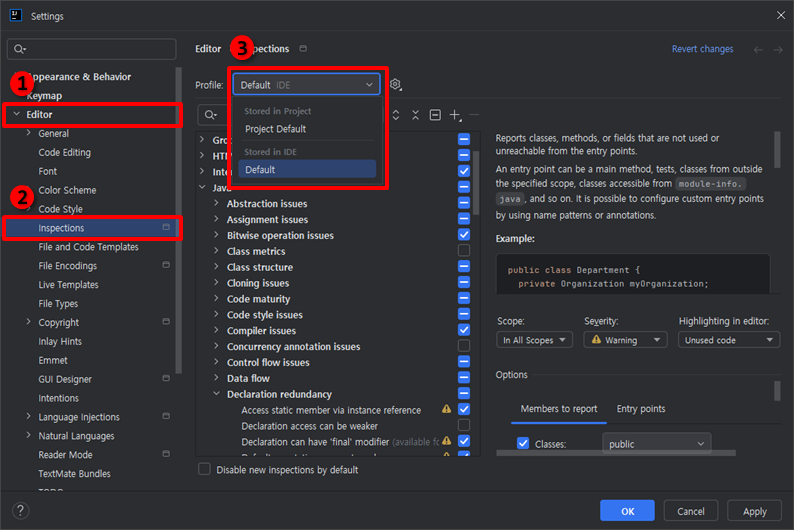 Settings
Appearance & Behavior
Keymap
Editor
General
Code Editing
Font
Color Scheme
Code Style
Inspections
File and Code Templates
File Encodings
Live Templates
File Types
Copyright
Inlay Hints
Emmet
GUI Designer
Intentions
Language Injections
Natural Languages
Reader Mode
TextMate Bundles
TODO
1
2
3
Editor
Inspections
Revert changes
Profile:
Default IDE
Stored in Project
Project Default
Stored in IDE
Default
Java
Abstraction issues
Assignment issues
Bitwise operation issues
Class metrics
Class structure
Cloning issues
Code maturity
Code style issues
Compiler issues
Concurrency annotation issues
Control flow issues
Data flow
Declaration redundancy
Access static member via instance reference
Declaration access can be weaker
Declaration can have 'final' modifier (available fo
Disable new inspections by default
Reports classes, methods, or fields that are not used or
unreachable from the entry points.
An entry point can be a main method, tests, classes from outside
the specified scope, classes accessible from module-info.
java, and so on. It is possible to configure custom entry points
by using name patterns or annotations.
Example:
public class Department {
private Organization myOrganization;
Scope:
Severity:
Highlighting in editor:
In All Scopes
Warning
Unused code
Options
Members to report
Entry points
Classes:
public
?
OK
Cancel
Apply